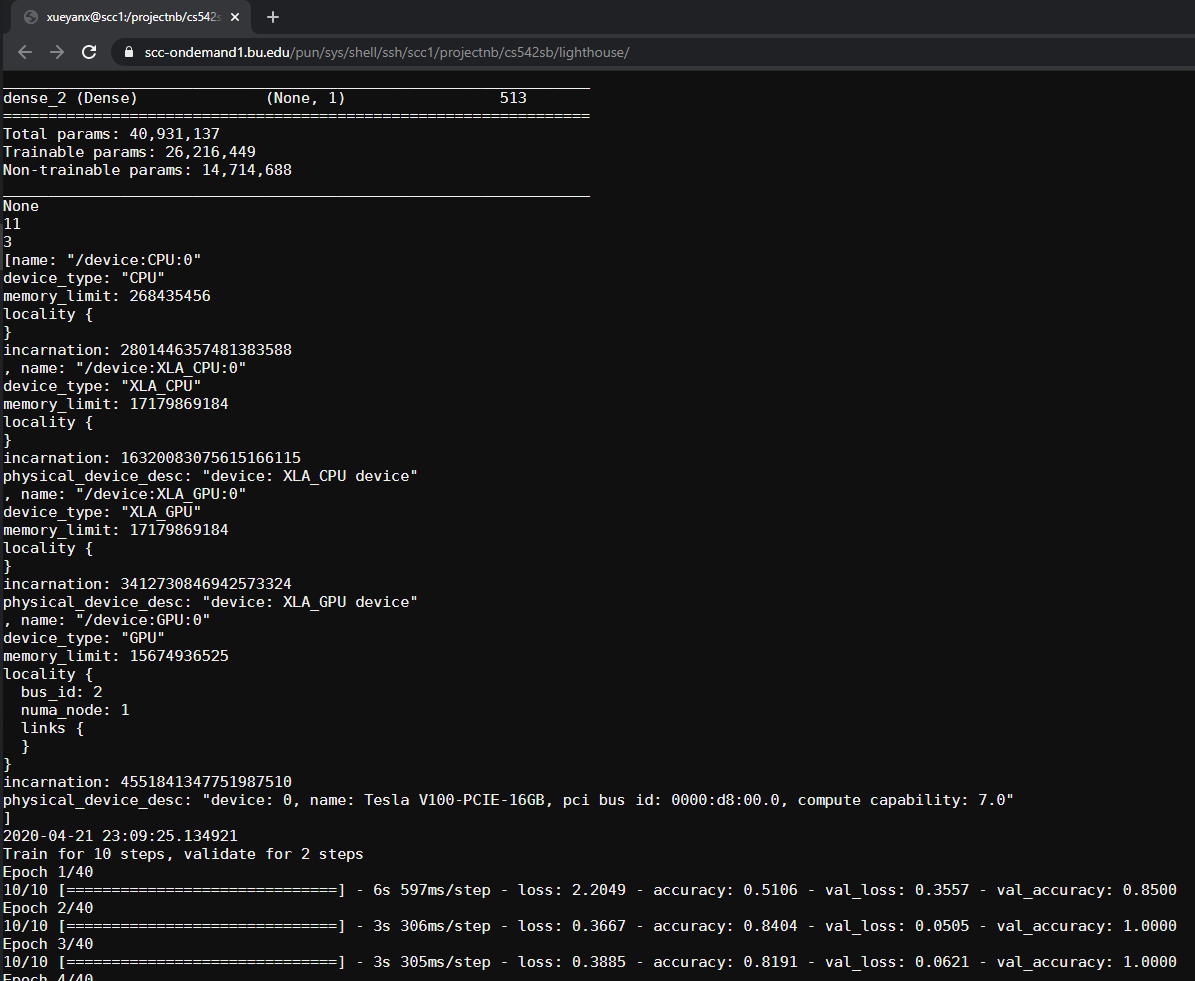 xueyanx@scc1:/projectnb/cs542s
scc-ondemand1.bu.edu/pun/sys/shell/ssh/scc1/projectnb/cs542sb/lighthouse/
_________________________________________________________________
dense_2 (Dense)              (None, 1)                 513
=================================================================
Total params: 40,931,137
Trainable params: 26,216,449
Non-trainable params: 14,714,688
_________________________________________________________________
None
11
3
[name: "/device:CPU:0"
device_type: "CPU"
memory_limit: 268435456
locality {
}
incarnation: 2801446357481383588
, name: "/device:XLA_CPU:0"
device_type: "XLA_CPU"
memory_limit: 17179869184
locality {
}
incarnation: 16320083075615166115
physical_device_desc: "device: XLA_CPU device"
, name: "/device:XLA_GPU:0"
device_type: "XLA_GPU"
memory_limit: 17179869184
locality {
}
incarnation: 3412730846942573324
physical_device_desc: "device: XLA_GPU device"
, name: "/device:GPU:0"
device_type: "GPU"
memory_limit: 15674936525
locality {
  bus_id: 2
  numa_node: 1
  links {
  }
}
incarnation: 4551841347751987510
physical_device_desc: "device: 0, name: Tesla V100-PCIE-16GB, pci bus id: 0000:d8:00.0, compute capability: 7.0"
]
2020-04-21 23:09:25.134921
Train for 10 steps, validate for 2 steps
Epoch 1/40
10/10 [==============================] - 6s 597ms/step - loss: 2.2049 - accuracy: 0.5106 - val_loss: 0.3557 - val_accuracy: 0.8500
Epoch 2/40
10/10 [==============================] - 3s 306ms/step - loss: 0.3667 - accuracy: 0.8404 - val_loss: 0.0505 - val_accuracy: 1.0000
Epoch 3/40
10/10 [==============================] - 3s 305ms/step - loss: 0.3885 - accuracy: 0.8191 - val_loss: 0.0621 - val_accuracy: 1.0000
Epoch 4/40